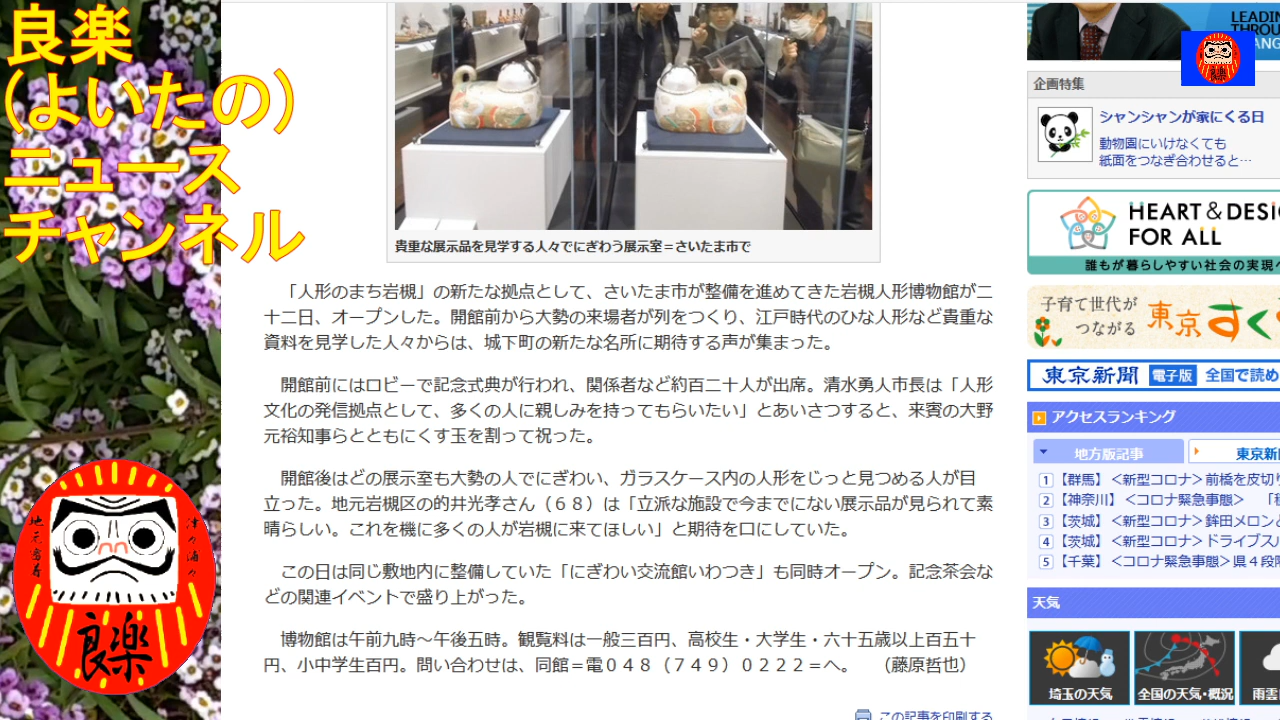 良楽
(よいたの)
ニュース
チャンネル
地元密着
津々浦々
良楽
貴重な展示品を見学する人々でにぎわう展示室＝さいたま市で
「人形のまち岩槻」の新たな拠点として、さいたま市が整備を進めてきた岩槻人形博物館が二
十二日、オープンした。開館前から大勢の来場者が列をつくり、江戸時代のひな人形など貴重な
資料を見学した人々からは、城下町の新たな名所に期待する声が集まった。
開館前にはロビーで記念式典が行われ、関係者など約百二十人が出席。清水勇人市長は「人形
文化の発信拠点として、多くの人に親しみを持ってもらいたい」とあいさつすると、来賓の大野
元裕知事らとともにくす玉を割って祝った。
開館後はどの展示室も大勢の人でにぎわい、ガラスケース内の人形をじっと見つめる人が目
立った。地元岩槻区の的井光孝さん（６８）は「立派な施設で今までにない展示品が見られて素
晴らしい。これを機に多くの人が岩槻に来てほしい」と期待を口にしていた。
この日は同じ敷地内に整備していた「にぎわい交流館いわつき」も同時オープン。記念茶会な
どの関連イベントで盛り上がった。
博物館は午前九時～午後五時。観覧料は一般三百円、高校生・大学生・六十五歳以上百五十
円、小中学生百円。問い合わせは、同館＝電０４８（７４９）０２２２＝へ。　（藤原哲也）
この記事を印刷する
LEADIN
THROU
ANG
企画特集
シャンシャンが家にくる日
動物園にいけなくても
紙面をつなぎ合わせると…
HEART＆DESI
FOR ALL
誰もが暮らしやすい社会の実現へ
子育て世代が
つながる
東京すく
東京新聞 電子版 全国で読め
アクセスランキング
地方版記事
東京新
1【群馬】＜新型コロナ＞前橋を皮切り
2【神奈川】＜コロナ緊急事態＞　「
3【茨城】＜新型コロナ＞鉾田メロン
4【茨城】＜新型コロナ＞ドライブス
5【千葉】＜コロナ緊急事態＞県４段
天気
埼玉の天気
全国の天気・概況
雨雲